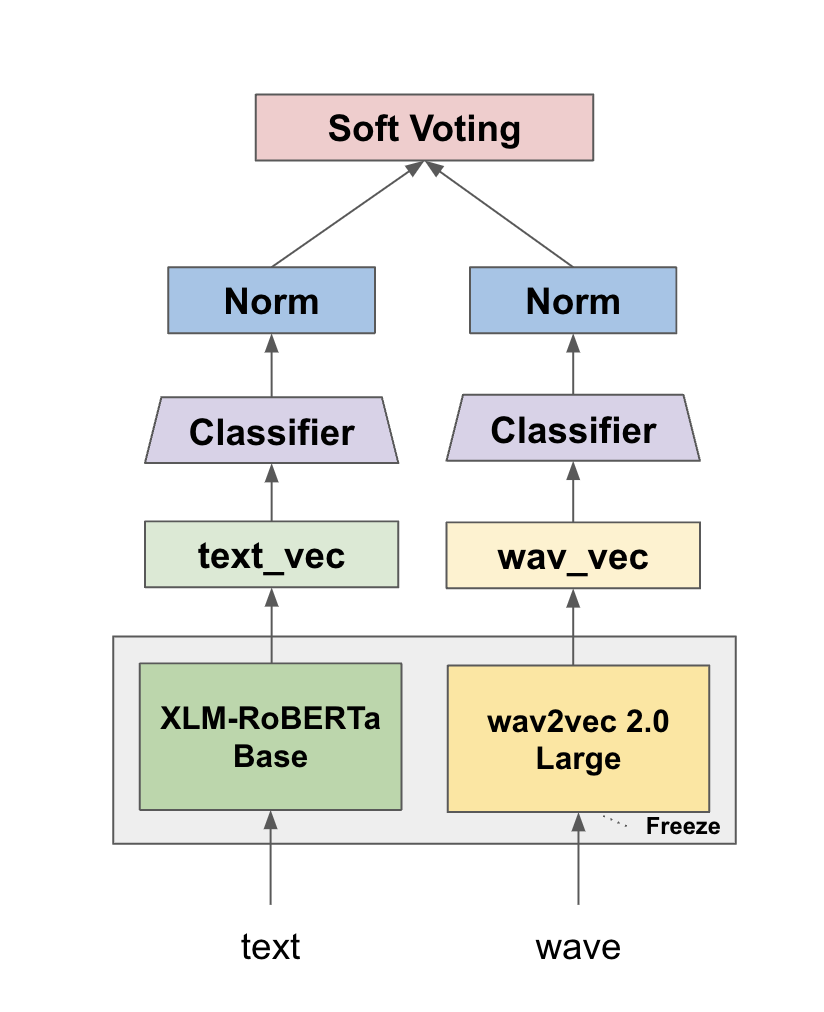 Soft Voting
Norm
Norm
Classifier
Classifier
text_vec
wav_vec
XLM-RoBERTa
Base
wav2vec 2.0
Large
Freeze
text
wave